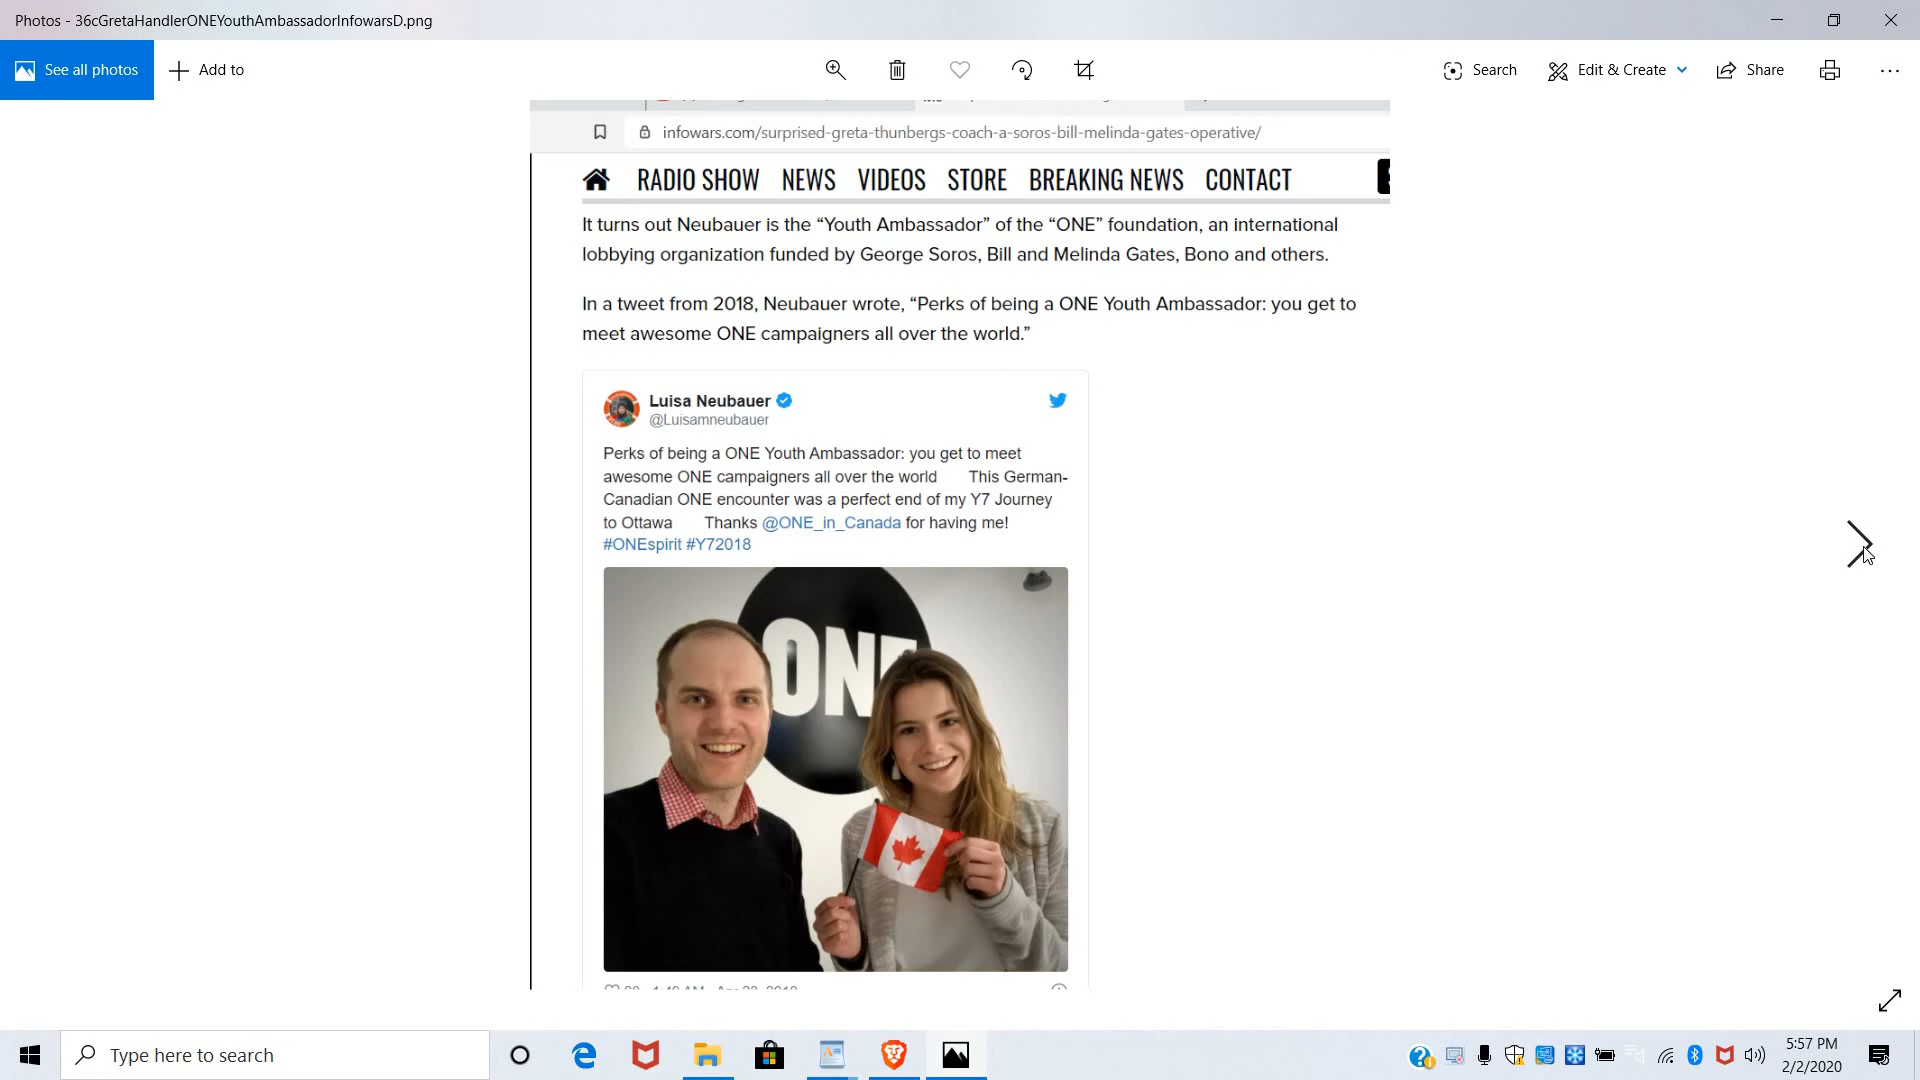 Photos - 36cGretaHandlerONEYouthAmbassadorInfowarsD.png
See all photos
Add to
Search
Edit & Create
Share
infowars.com/surprised-greta-thunbergs-coach-a-soros-bill-melinda-gates-operative/
RADIO SHOW NEWS VIDEOS STORE BREAKING NEWS CONTACT
It turns out Neubauer is the “Youth Ambassador” of the “ONE” foundation, an international
lobbying organization funded by George Soros, Bill and Melinda Gates, Bono and others.
In a tweet from 2018, Neubauer wrote, “Perks of being a ONE Youth Ambassador: you get to
meet awesome ONE campaigners all over the world.”
Luisa Neubauer
@Luisamneubauer
Perks of being a ONE Youth Ambassador: you get to meet
awesome ONE campaigners all over the world This German-
Canadian ONE encounter was a perfect end of my Y7 Journey
to Ottawa Thanks @ONE_in_Canada for having me!
#ONEspirit #Y72018
ONE
Type here to search
5:57 PM
2/2/2020